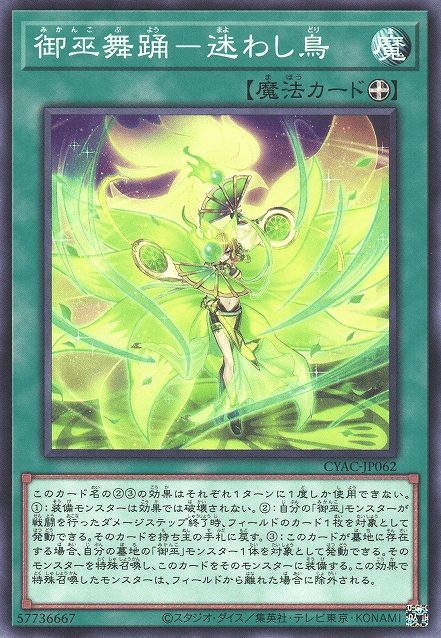 御巫舞踊－迷わし鳥
魔
【魔法カード】
CYAC-JP062
このカード名の②③の効果はそれぞれ1ターンに1度しか使用できない。
①：装備モンスターは効果では破壊されない。②：自分の「御巫」モンスターが
戦闘を行ったダメージステップ終了時、フィールドのカード1枚を対象として
発動できる。そのカードを持ち主の手札に戻す。③：このカードが墓地に存在
する場合、自分の墓地の「御巫」モンスター1体を対象として発動できる。その
モンスターを特殊召喚し、このカードをそのモンスターに装備する。この効果で
特殊召喚したモンスターは、フィールドから離れた場合に除外される。
57736667
©スタジオ・ダイス／集英社・テレビ東京・KONAMI